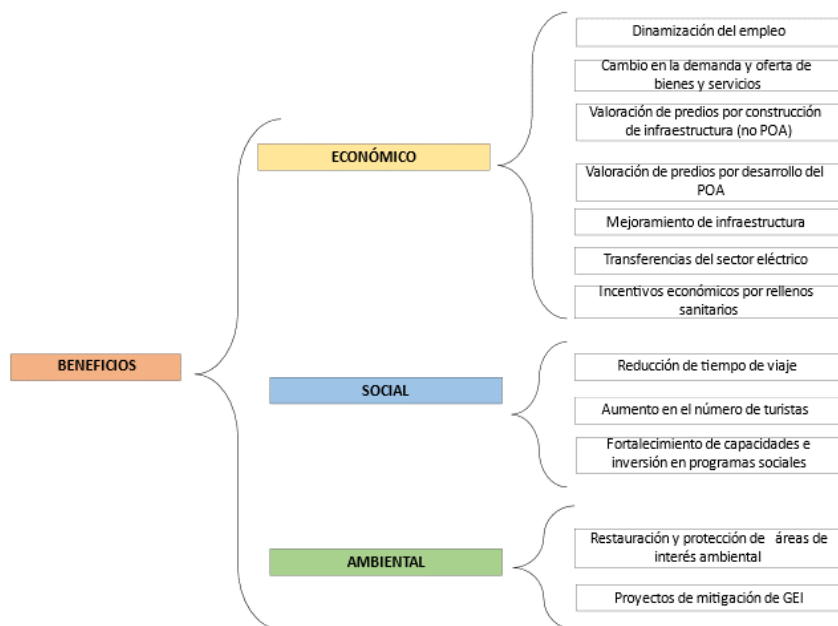 BENEFICIOS
ECONÓMICO
Dinamización del empleo
Cambio en la demanda y oferta de
bienes y servicios
Valoración de predios por construcción
de infraestructura (no POA)
Valoración de predios por desarrollo del
POA
Mejoramiento de infraestructura
Transferencias del sector eléctrico
Incentivos económicos por rellenos
sanitarios
SOCIAL
Reducción de tiempo de viaje
Aumento en el número de turistas
Fortalecimiento de capacidades e
inversión en programas sociales
AMBIENTAL
Restauración y protección de áreas de
interés ambiental
Proyectos de mitigación de GEI